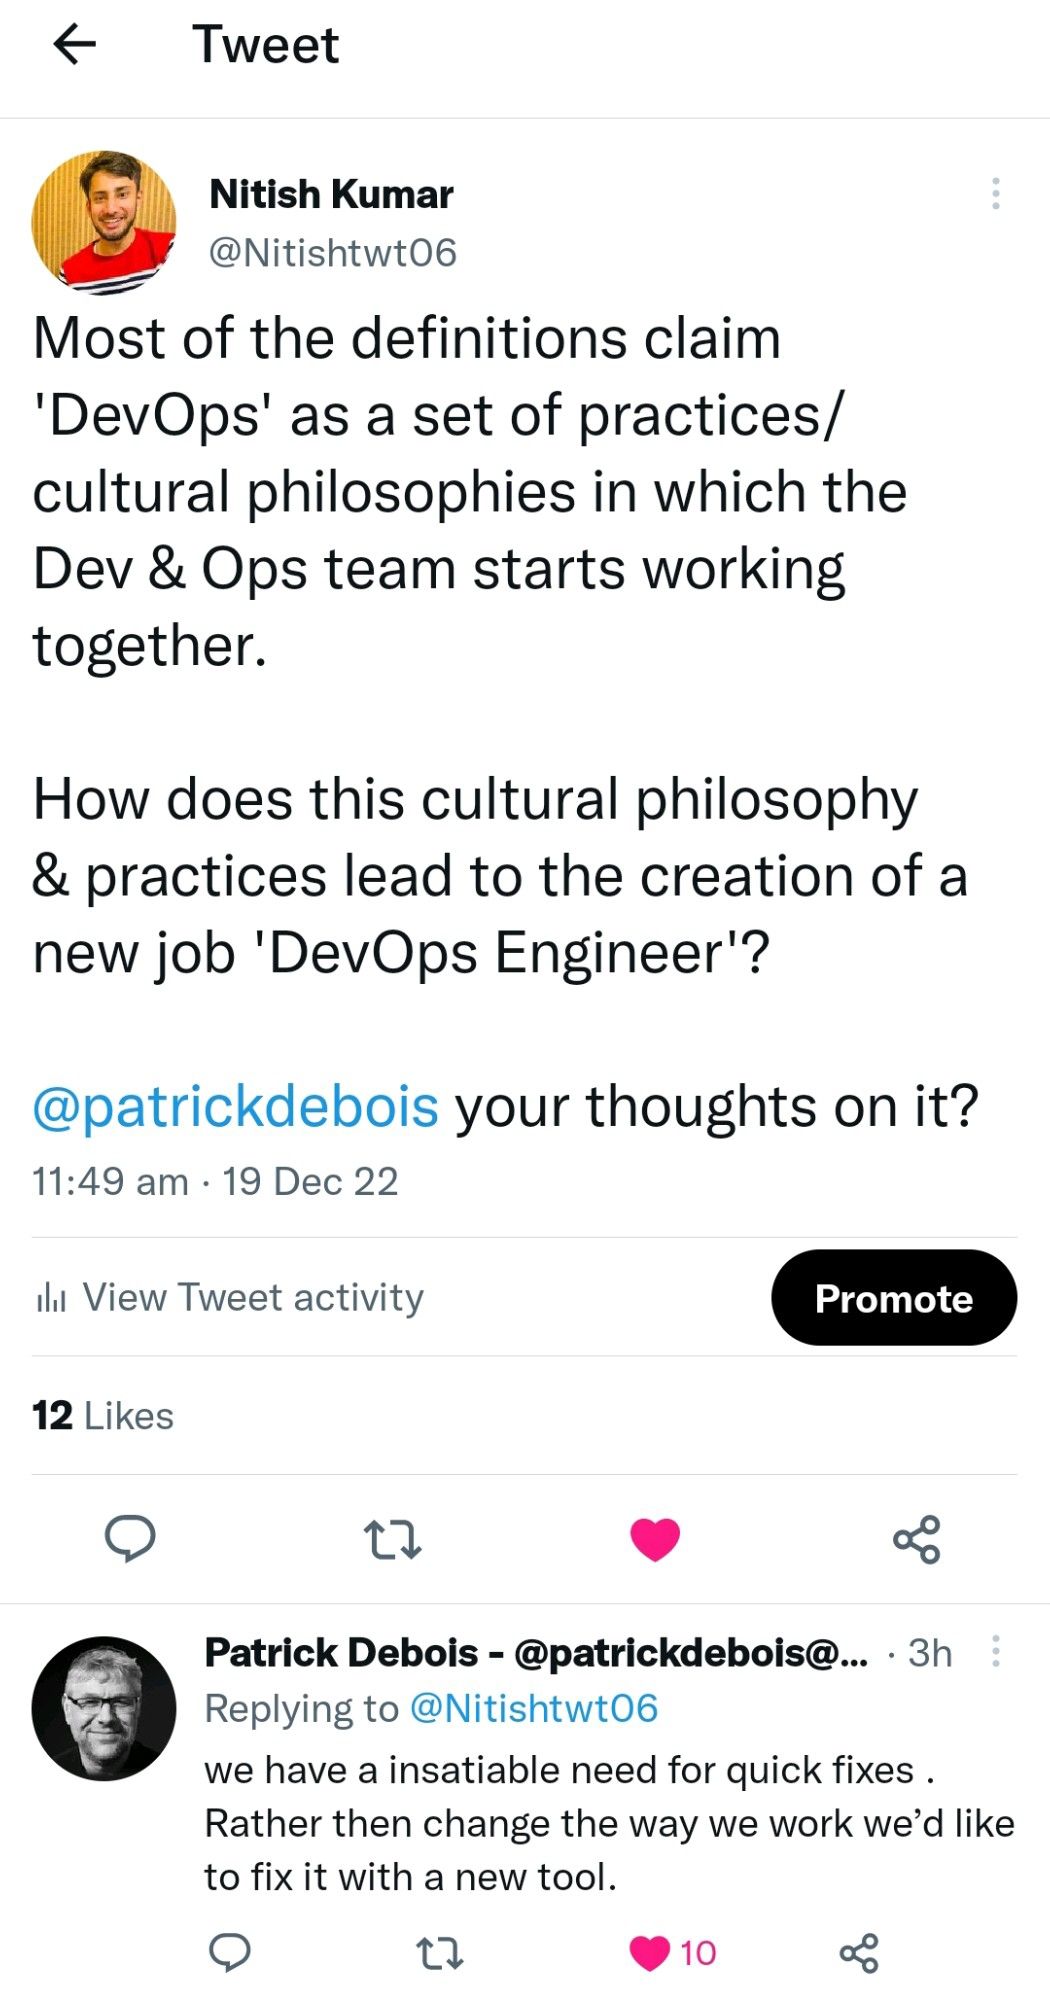 Tweet
Nitish Kumar
@Nitishtwt06
Most of the definitions claim
'DevOps' as a set of practices/
cultural philosophies in which the
Dev & Ops team starts working
together.
How does this cultural philosophy
& practices lead to the creation of a
new job 'DevOps Engineer'?
@patrickdebois your thoughts on it?
11:49 am · 19 Dec 22
View Tweet activity
Promote
12 Likes
Patrick Debois - @patrickdebois@... · 3h
Replying to @Nitishtwt06
we have a insatiable need for quick fixes .
Rather then change the way we work we’d like
to fix it with a new tool.
10